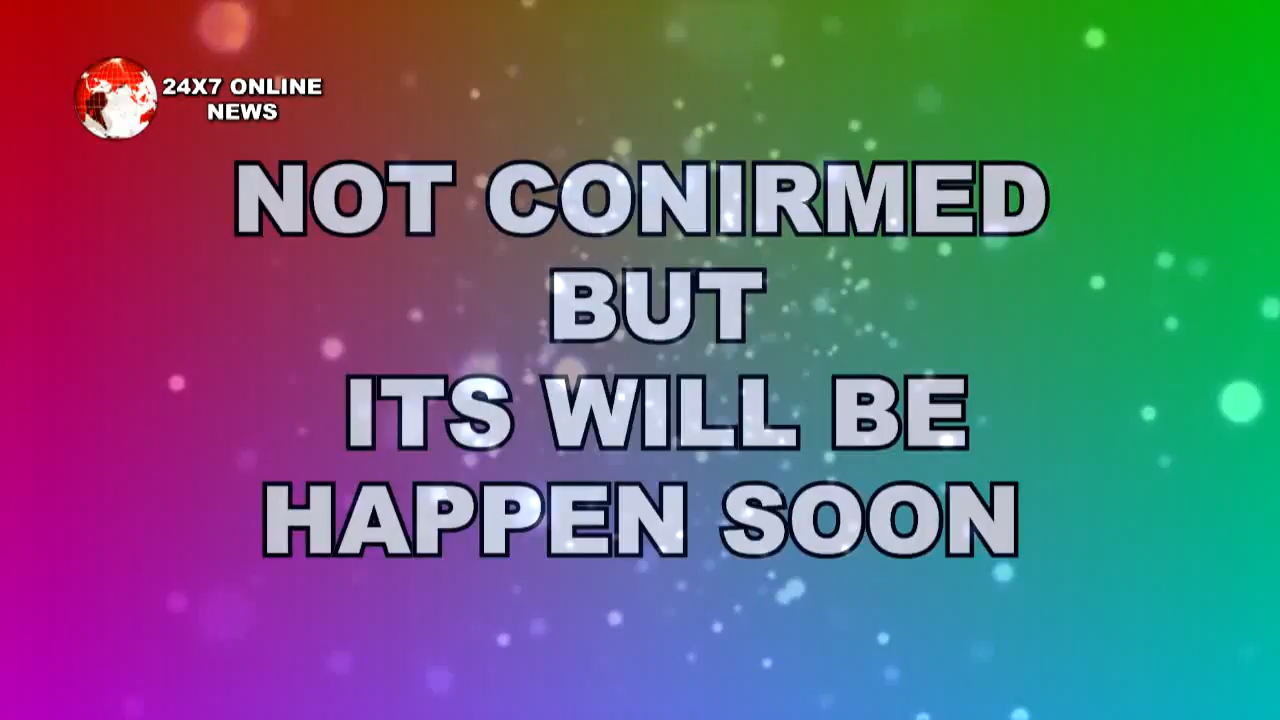 24X7 ONLINE
NEWS
NOT CONIRMED
BUT
ITS WILL BE
HAPPEN SOON